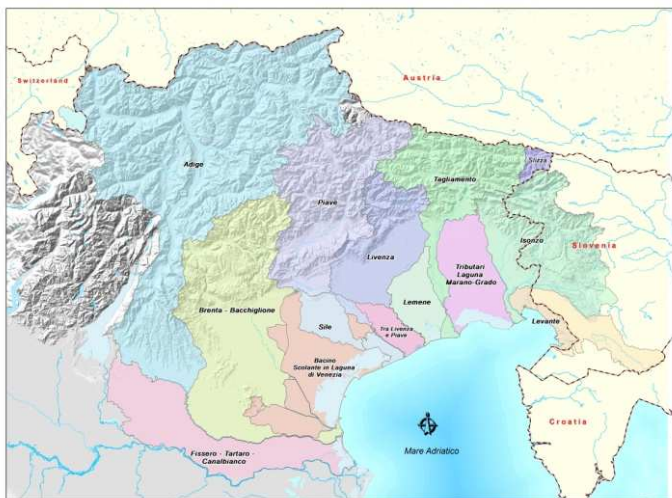 Switzerland
Austria
Adige
Slizza
Tagliamento
Piave
Isonzo
Slovenia
Livenza
Tributari
Laguna
Marano-Grado
Brenta - Bacchiglione
Lemene
Levante
Sile
Tra Livenza
e Piave
Bacino
Scolante in Laguna
di Venezia
Croatia
Fissero - Tartaro -
Canalbianco
Mare Adriatico